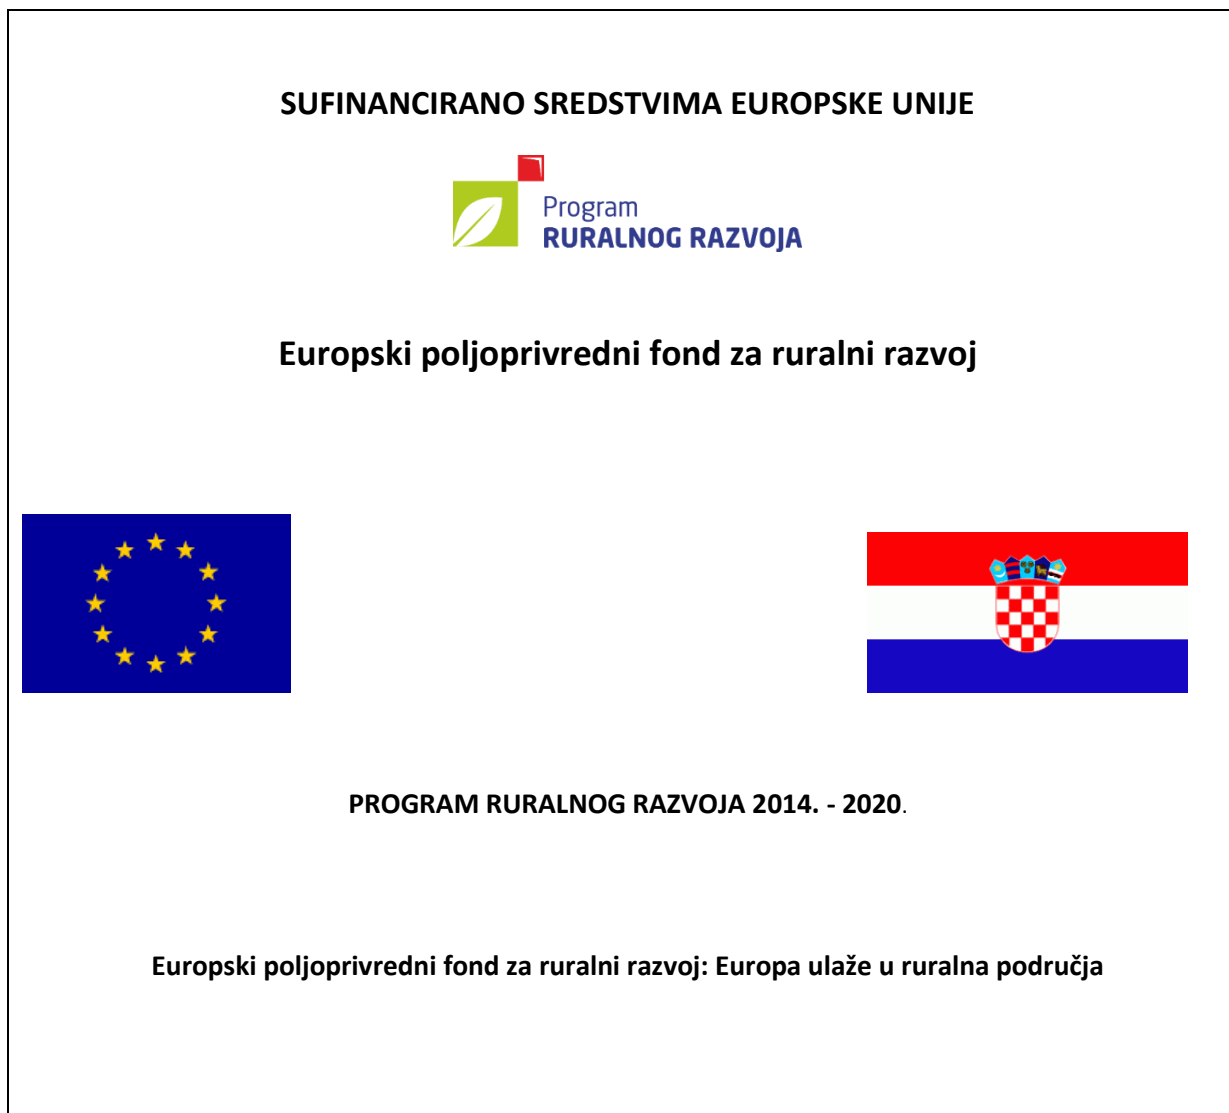 SUFINANCIRANO SREDSTVIMA EUROPSKE UNIJE
Program
RURALNOG RAZVOJA
Europski poljoprivredni fond za ruralni razvoj
PROGRAM RURALNOG RAZVOJA 2014. - 2020.
Europski poljoprivredni fond za ruralni razvoj: Europa ulaže u ruralna područja